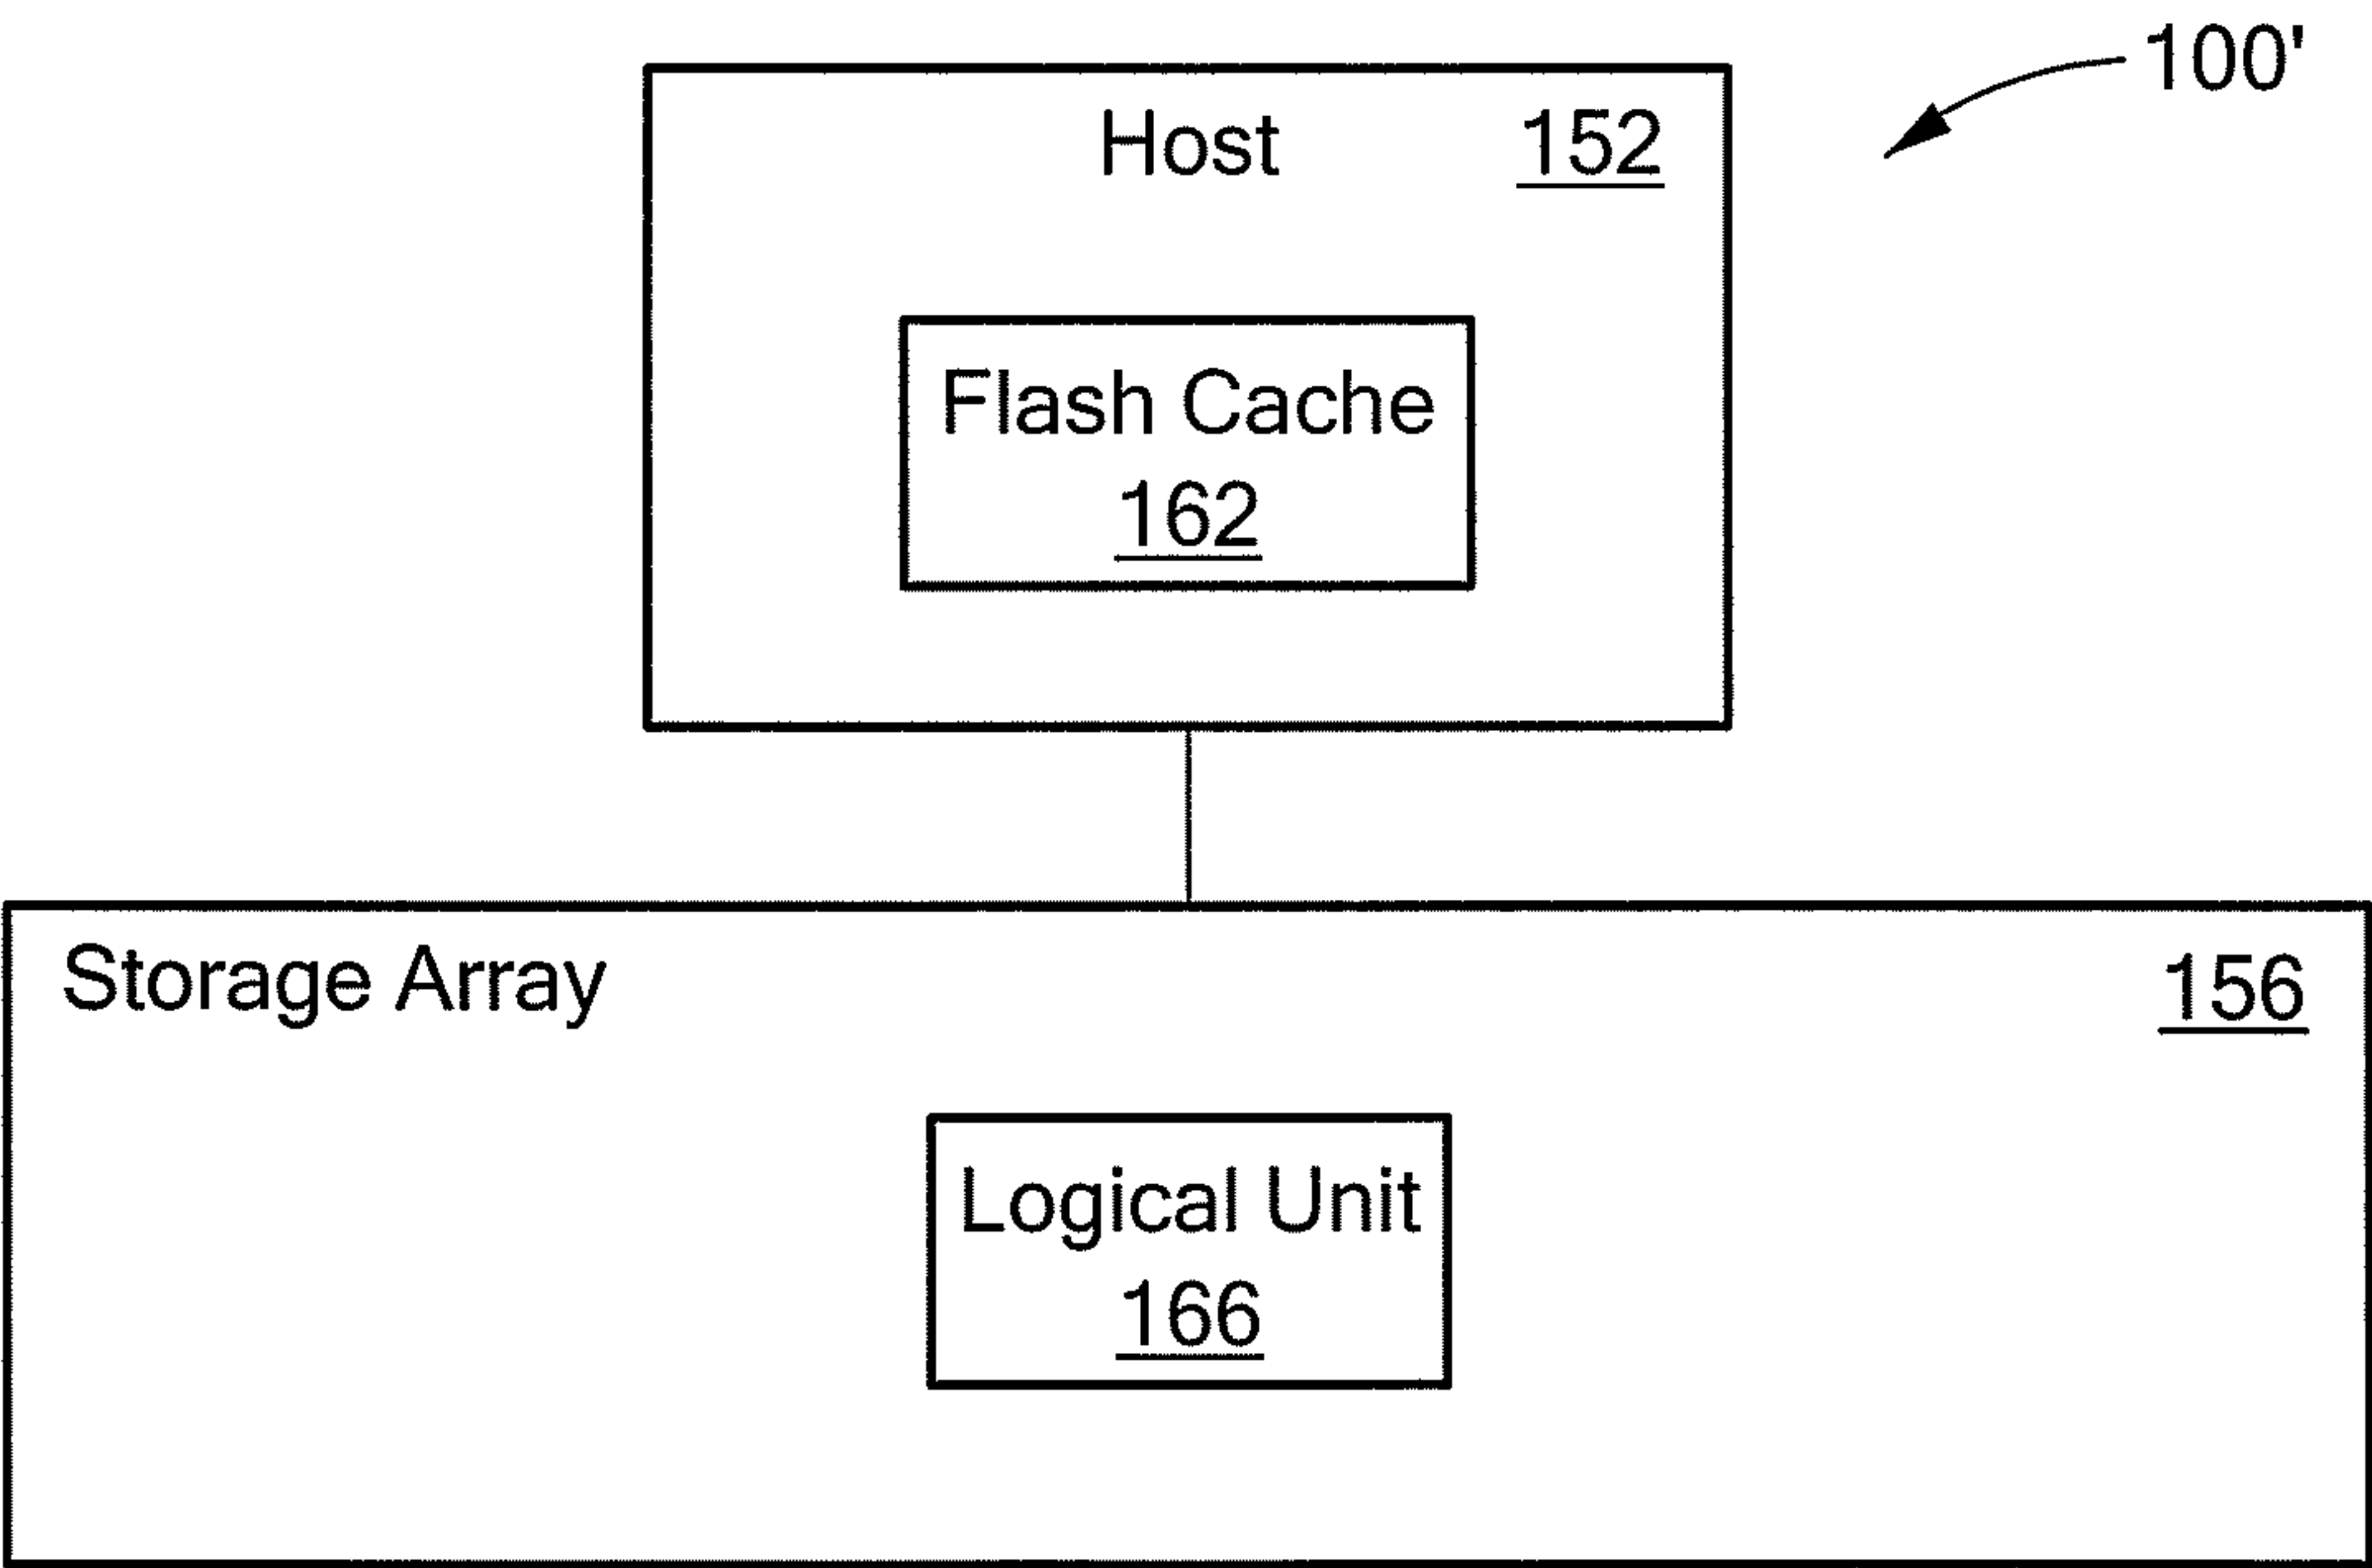 100'
Host 152
Flash Cache
162
Storage Array 156
Logical Unit
166